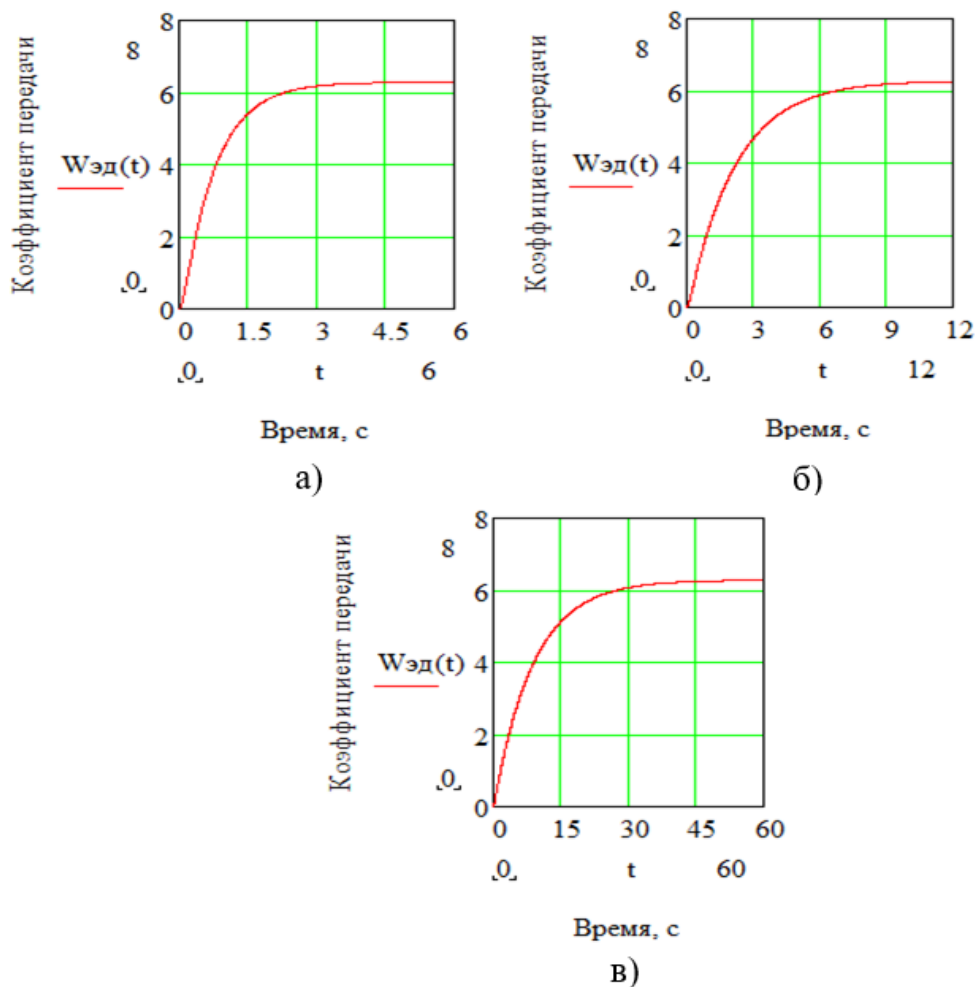 Коэффициент передачи
8
8
6
Wэд(t)
4
2
0
0
0 1.5 3 4.5 6
0 t 6
Время, с
а)
Коэффициент передачи
8
8
6
Wэд(t)
4
2
0
0
0 3 6 9 12
0 t 12
Время, с
б)
Коэффициент передачи
8
8
6
Wэд(t)
4
2
0
0
0 15 30 45 60
0 t 60
Время, с
в)